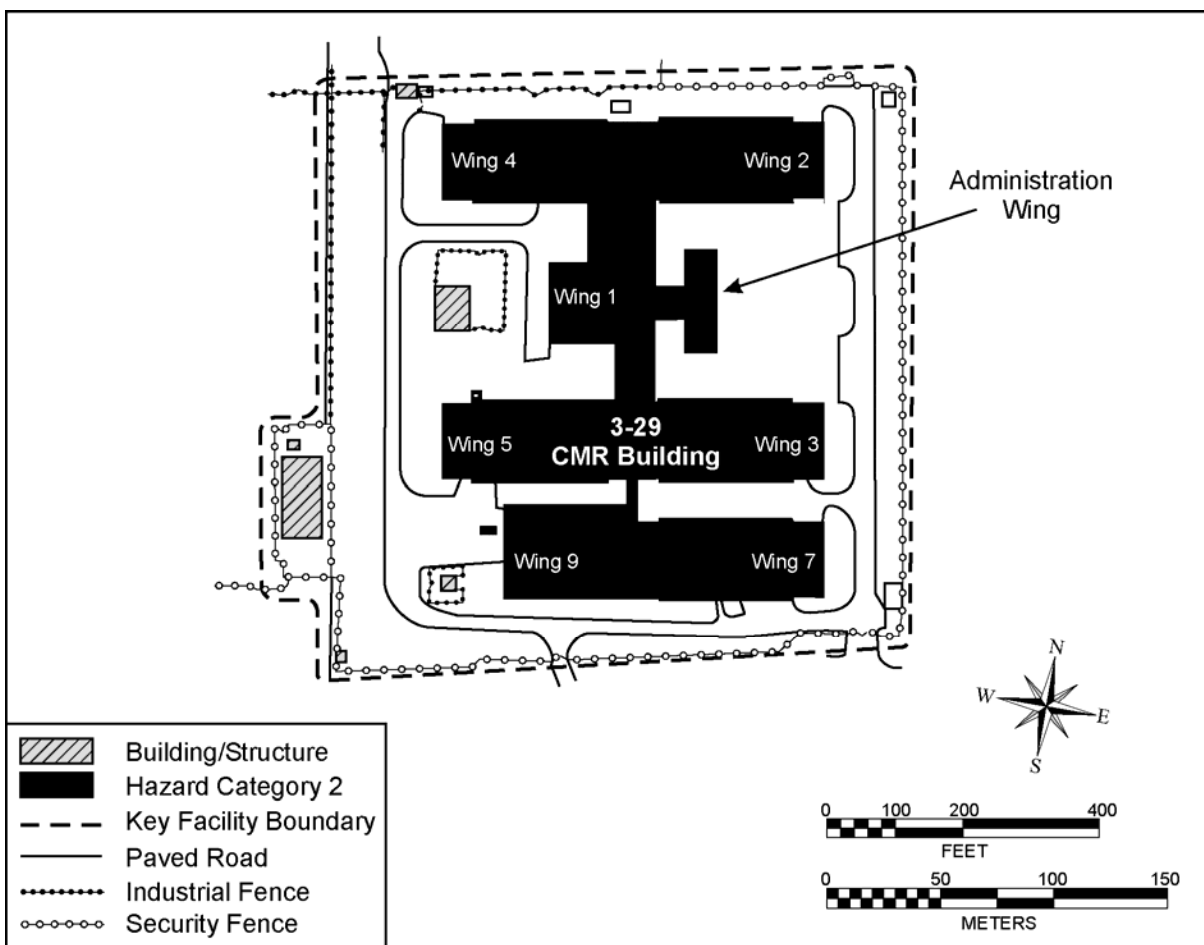 Wing 4
Wing 2
Administration
Wing
Wing 1
3-29
CMR Building
Wing 5
Wing 3
Wing 9
Wing 7
N
W
E
S
Building/Structure
Hazard Category 2
Key Facility Boundary
Paved Road
Industrial Fence
Security Fence
0 100 200 400
FEET
0 50 100 150
METERS